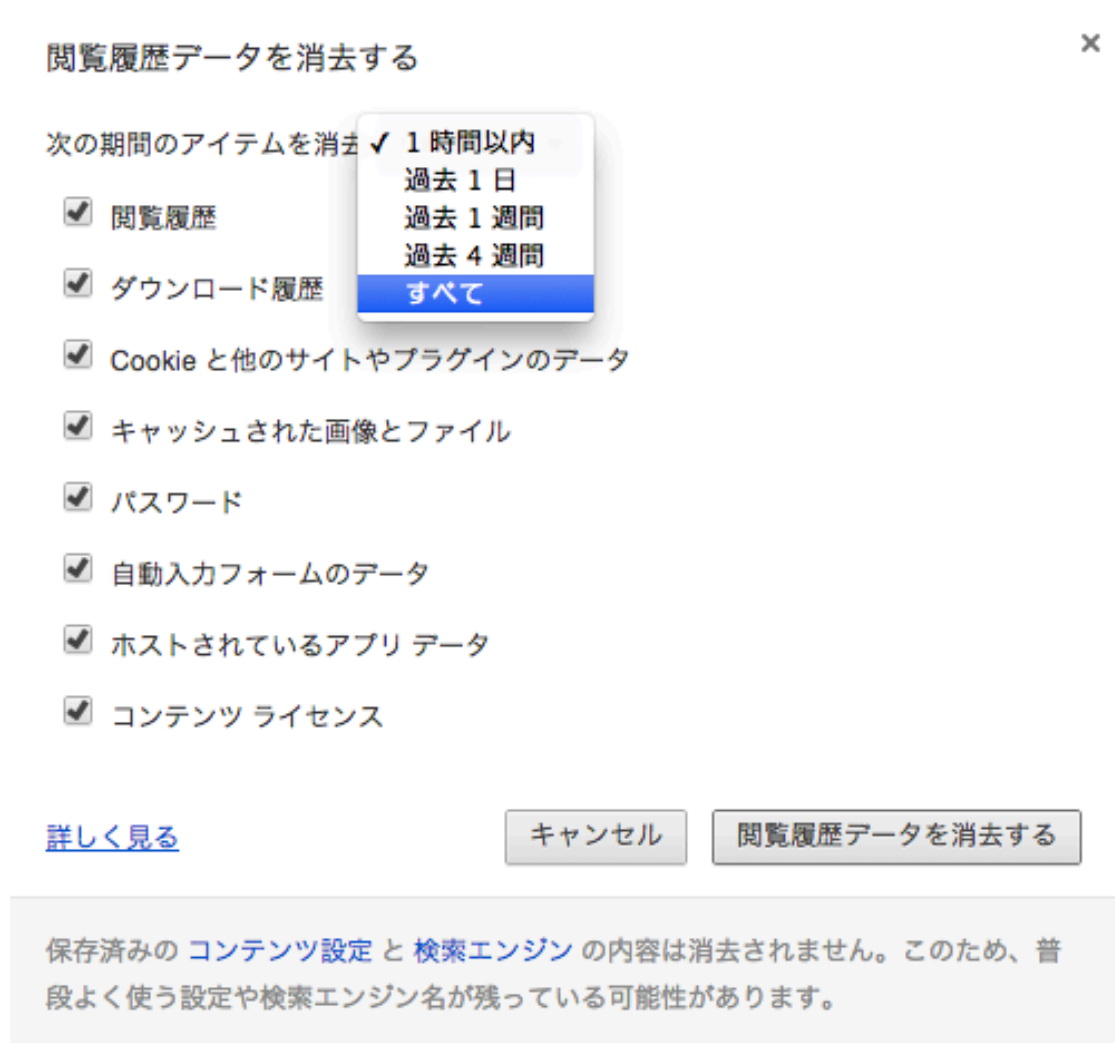 閲覧履歴データを消去する
次の期間のアイテムを消去
1 時間以内
過去 1 日
過去 1 週間
過去 4 週間
すべて
閲覧履歴
ダウンロード履歴
Cookie と他のサイトやプラグインのデータ
キャッシュされた画像とファイル
パスワード
自動入力フォームのデータ
ホストされているアプリ データ
コンテンツ ライセンス
詳しく見る
キャンセル
閲覧履歴データを消去する
保存済みの コンテンツ設定 と 検索エンジン の内容は消去されません。このため、普
段よく使う設定や検索エンジン名が残っている可能性があります。